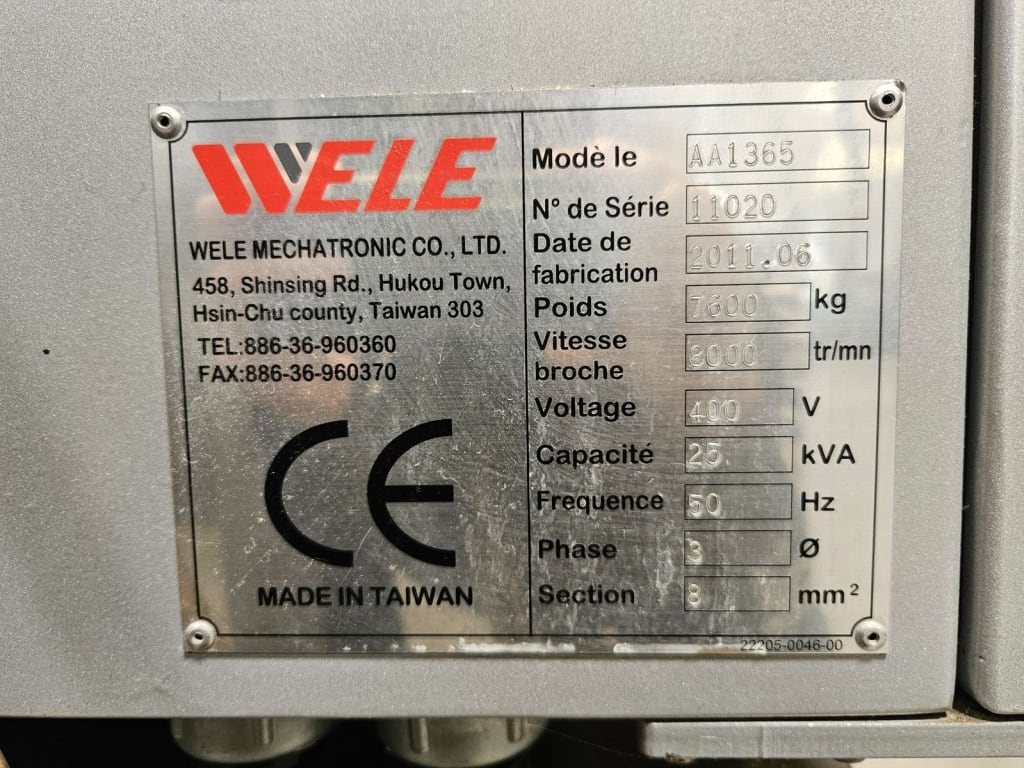 WELE
WELE MECHATRONIC CO., LTD.
458, Shinsing Rd., Hukou Town,
Hsin-Chu county, Taiwan 303
TEL:886-36-960360
FAX:886-36-960370
CE
MADE IN TAIWAN
Modè le AA1365
N° de Série 11020
Date de
fabrication 2011.06
Poids 7600 kg
Vitesse
broche 8000 tr/mn
Voltage 400 V
Capacité 25 kVA
Frequence 50 Hz
Phase 3 Ø
Section 8 mm²
22205-0046-00